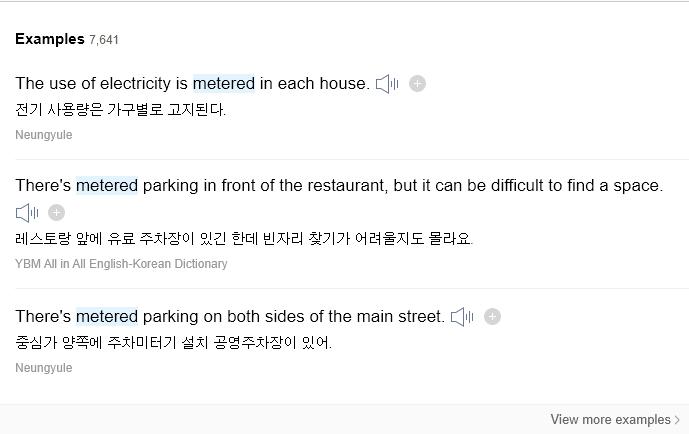 Examples 7,641
The use of electricity is metered in each house.
전기 사용량은 가구별로 고지된다.
Neungyule
There's metered parking in front of the restaurant, but it can be difficult to find a space.
레스토랑 앞에 유료 주차장이 있긴 한데 빈자리 찾기가 어려울지도 몰라요.
YBM All in All English-Korean Dictionary
There's metered parking on both sides of the main street.
중심가 양쪽에 주차미터기 설치 공영주차장이 있어.
Neungyule
View more examples